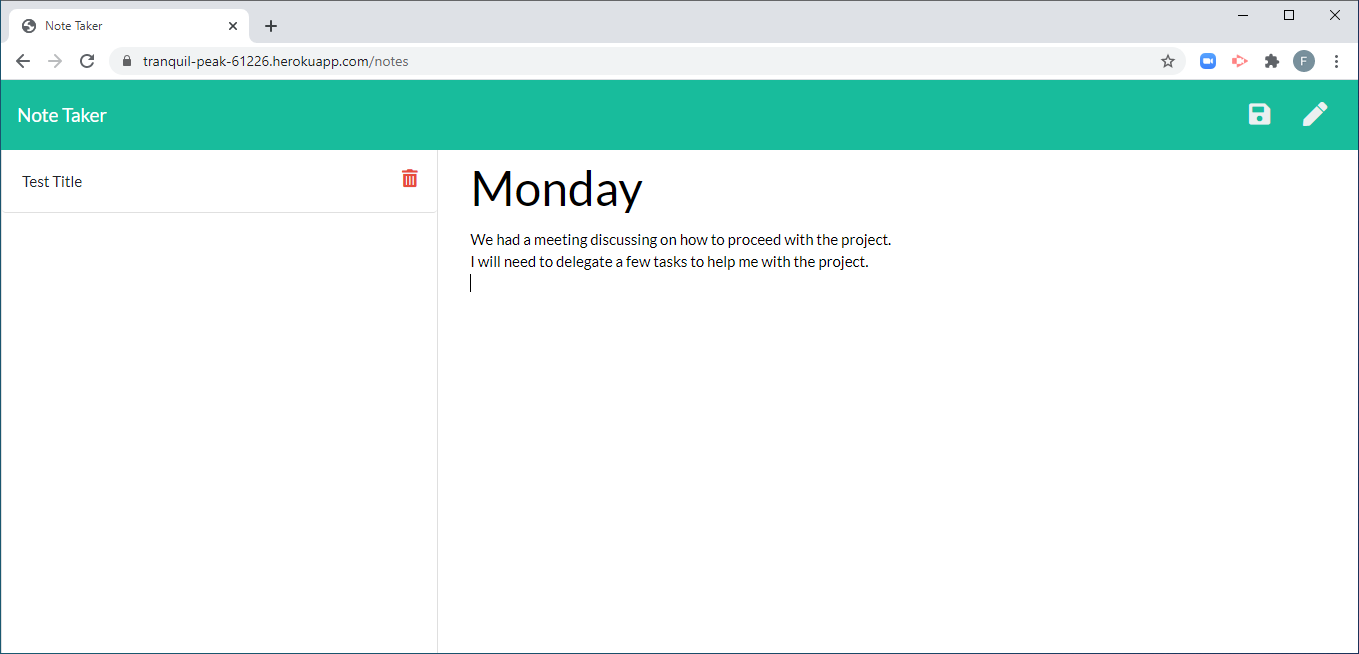 Note Taker
tranquil-peak-61226.herokuapp.com/notes
F
Note Taker
Test Title
Monday
We had a meeting discussing on how to proceed with the project.
I will need to delegate a few tasks to help me with the project.